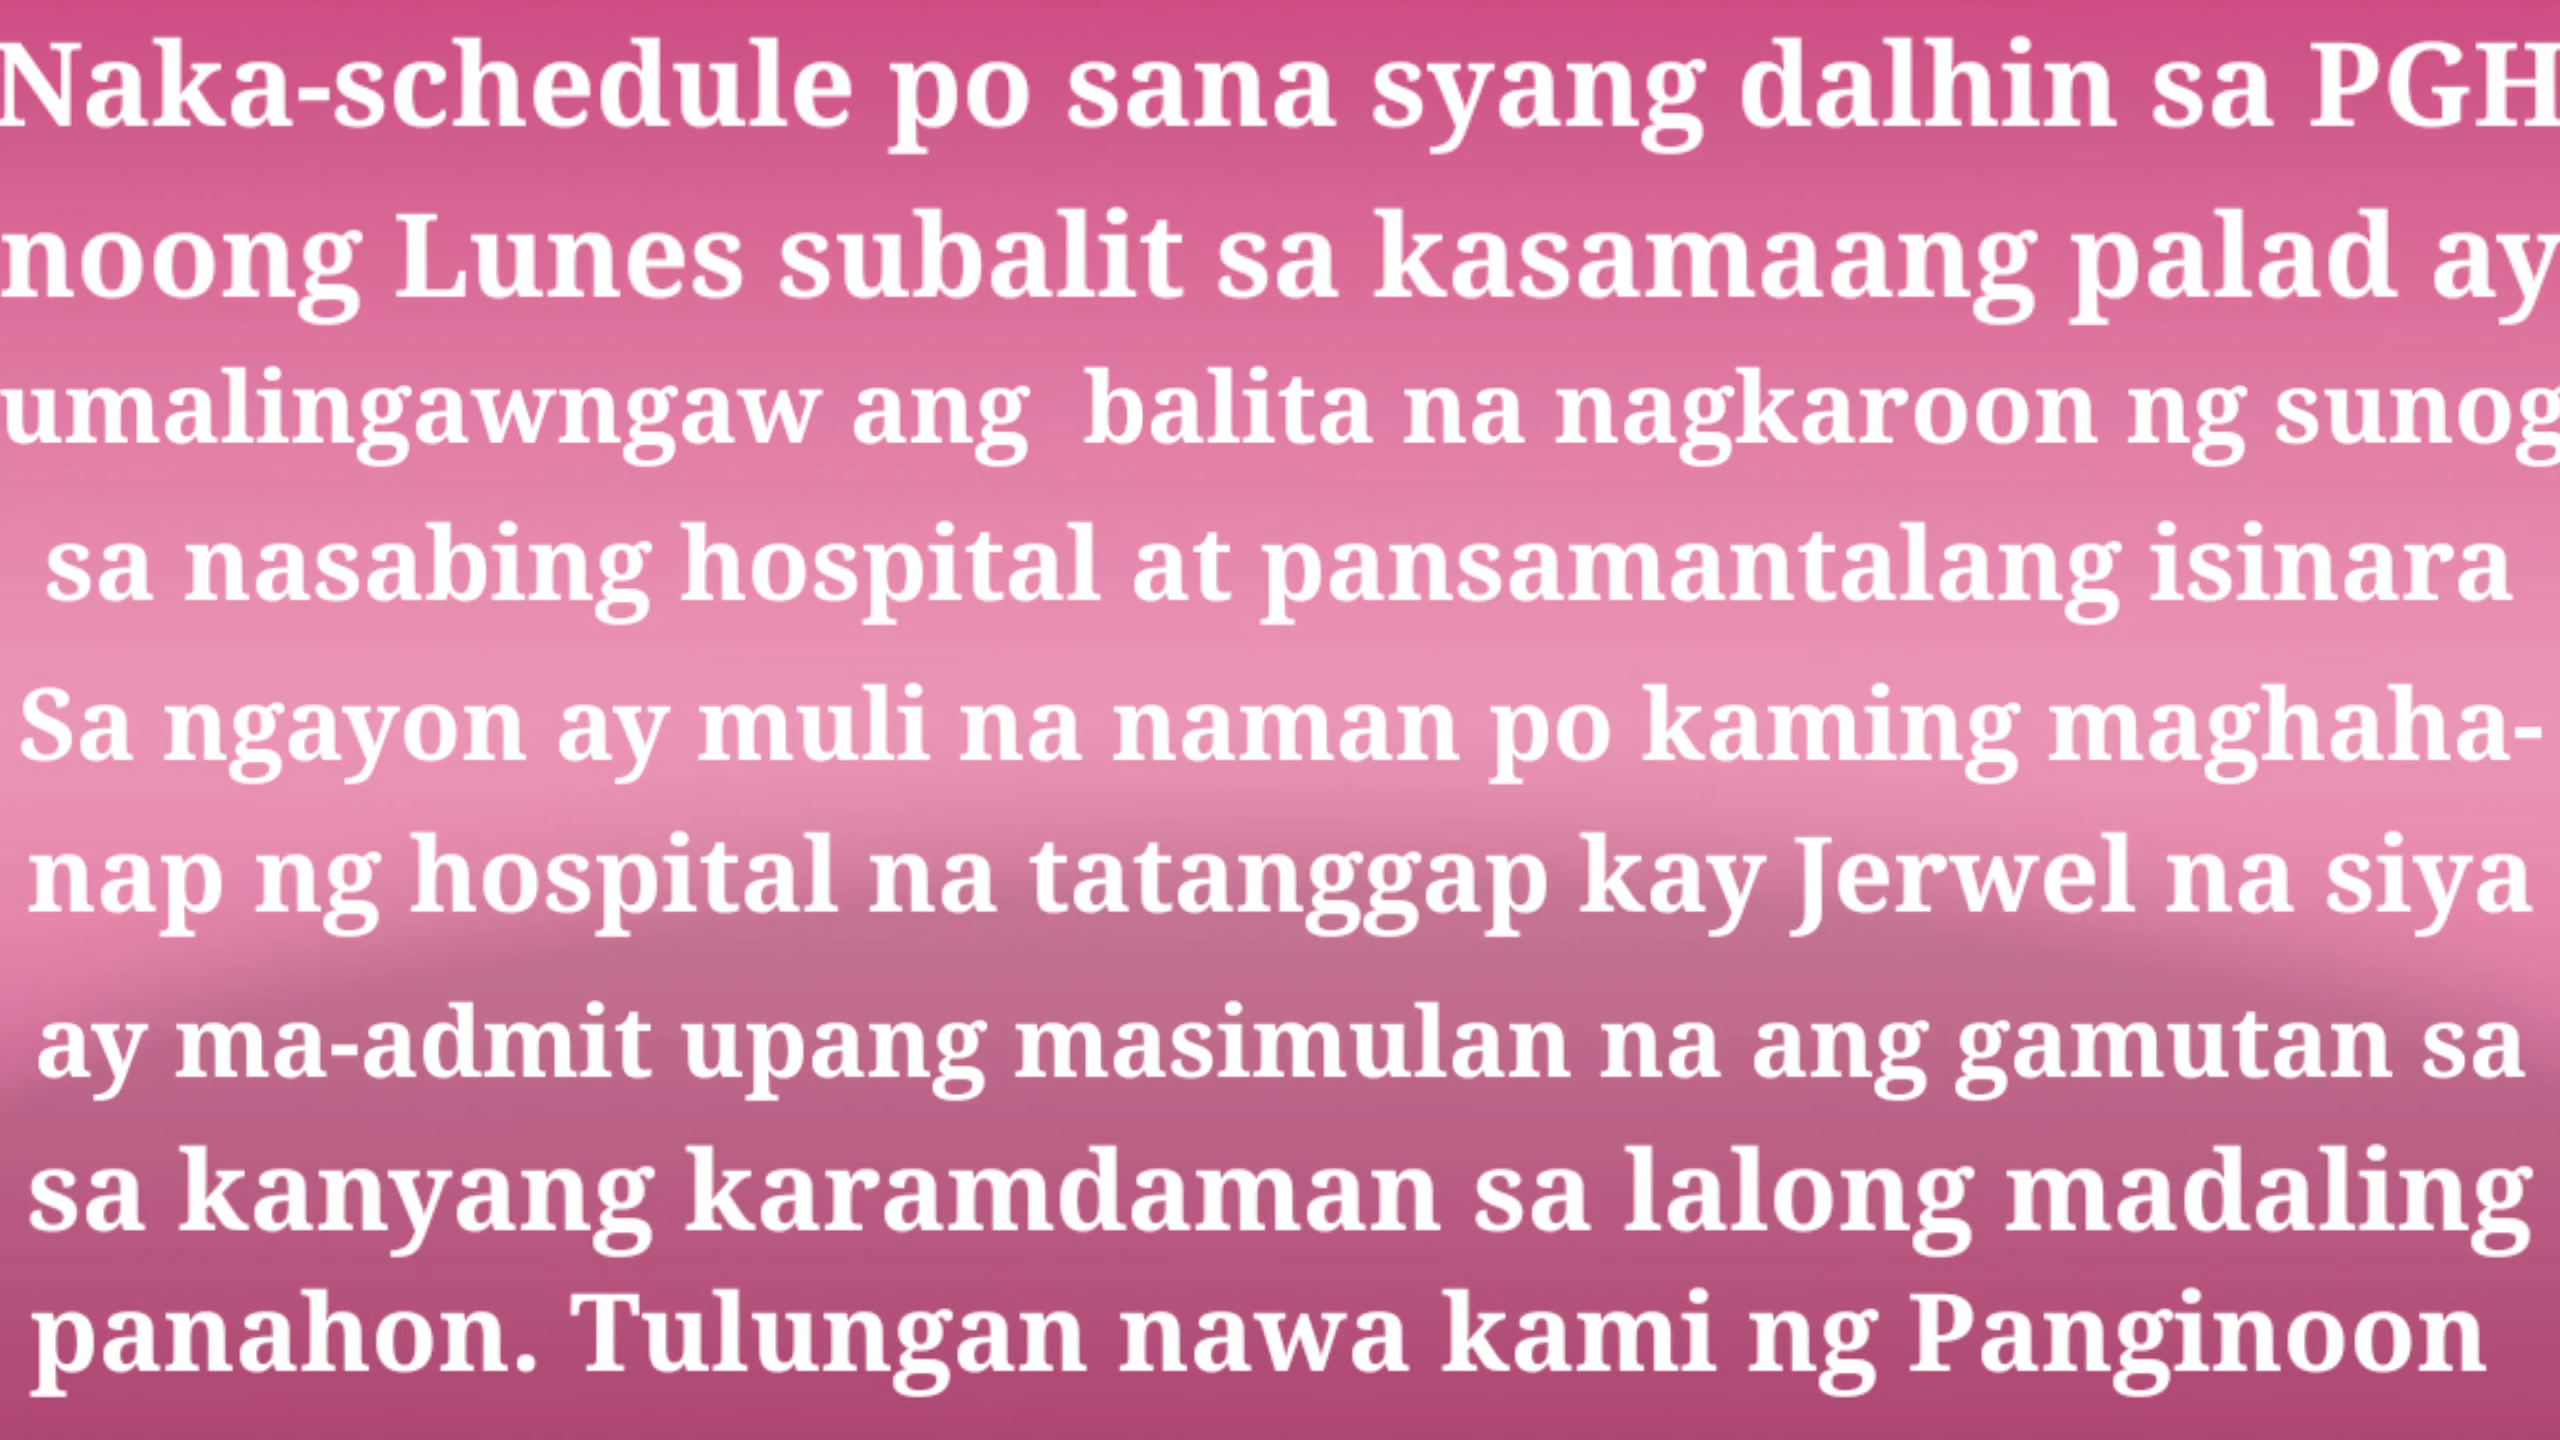 Naka-schedule po sana syang dalhin sa PGH
noong Lunes subalit sa kasamaang palad ay
umalingawngaw ang  balita na nagkaroon ng sunog
sa nasabing hospital at pansamantalang isinara
Sa ngayon ay muli na naman po kaming maghaha-
nap ng hospital na tatanggap kay Jerwel na siya
ay ma-admit upang masimulan na ang gamutan sa
sa kanyang karamdaman sa lalong madaling
panahon. Tulungan nawa kami ng Panginoon